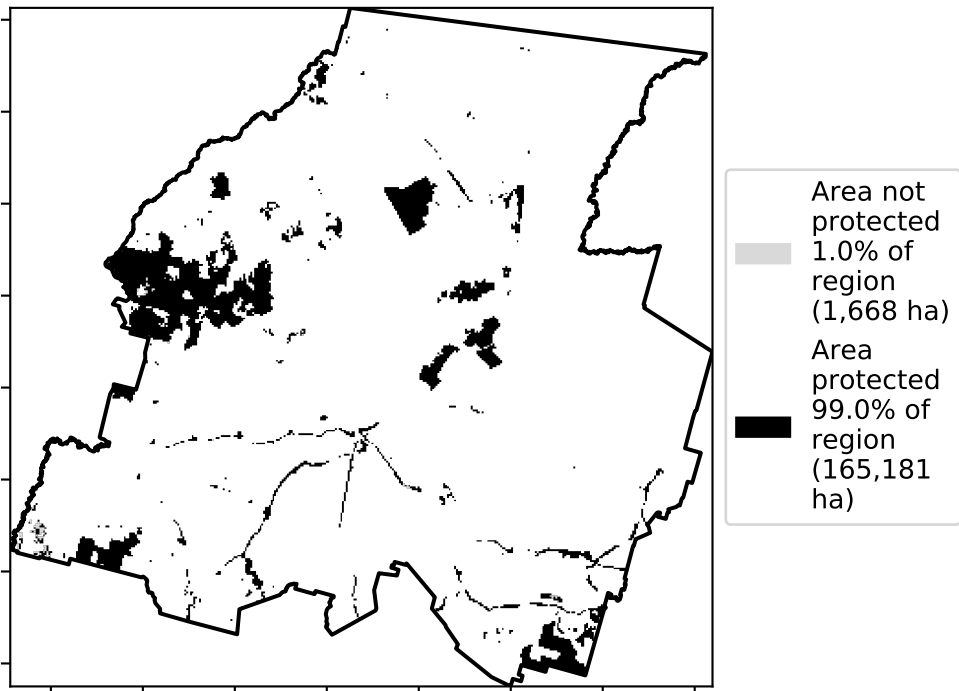 Area not
protected
1.0% of
region
(1,668 ha)
Area
protected
99.0% of
region
(165,181
ha)